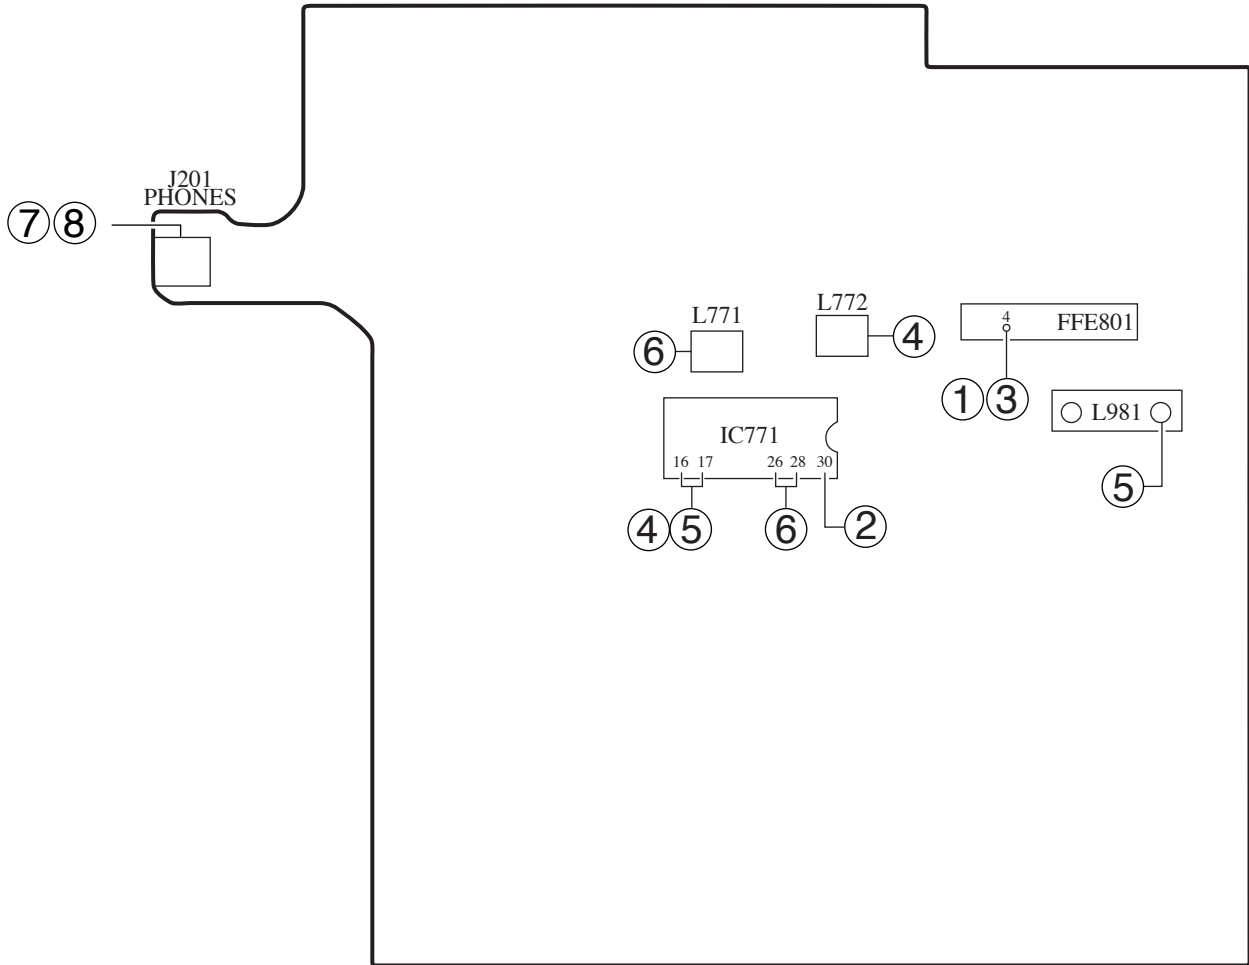 J201
PHONES
⑦⑧
L771
L772
④
4
FFE801
⑥
①③
L981
IC771
16 17 26 28 30
⑤
④⑤
⑥
②